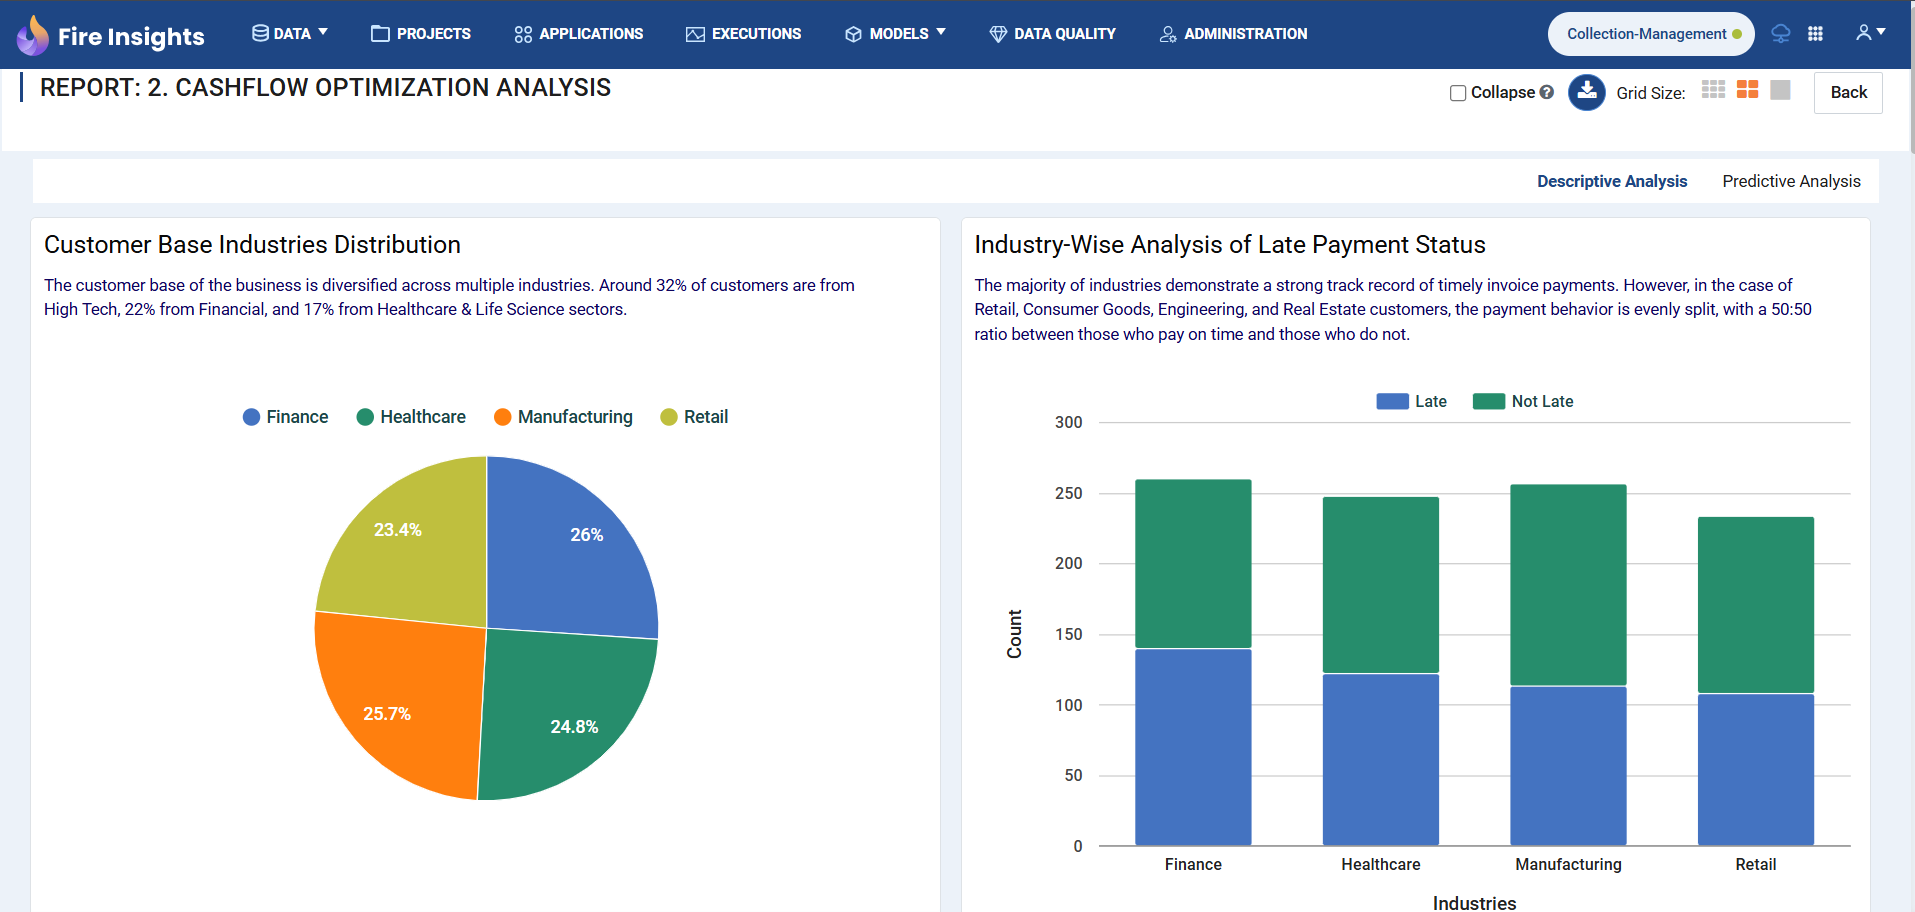 Fire Insights
DATA
PROJECTS
APPLICATIONS
EXECUTIONS
MODELS
DATA QUALITY
ADMINISTRATION
Collection-Management
REPORT: 2. CASHFLOW OPTIMIZATION ANALYSIS
Collapse
?
Grid Size:
Back
Descriptive Analysis
Predictive Analysis
Customer Base Industries Distribution
The customer base of the business is diversified across multiple industries. Around 32% of customers are from
High Tech, 22% from Financial, and 17% from Healthcare & Life Science sectors.
Finance
Healthcare
Manufacturing
Retail
23.4%
26%
25.7%
24.8%
Industry-Wise Analysis of Late Payment Status
The majority of industries demonstrate a strong track record of timely invoice payments. However, in the case of
Retail, Consumer Goods, Engineering, and Real Estate customers, the payment behavior is evenly split, with a 50:50
ratio between those who pay on time and those who do not.
Late
Not Late
300
250
200
150
100
50
0
Count
Finance
Healthcare
Manufacturing
Retail
Industries